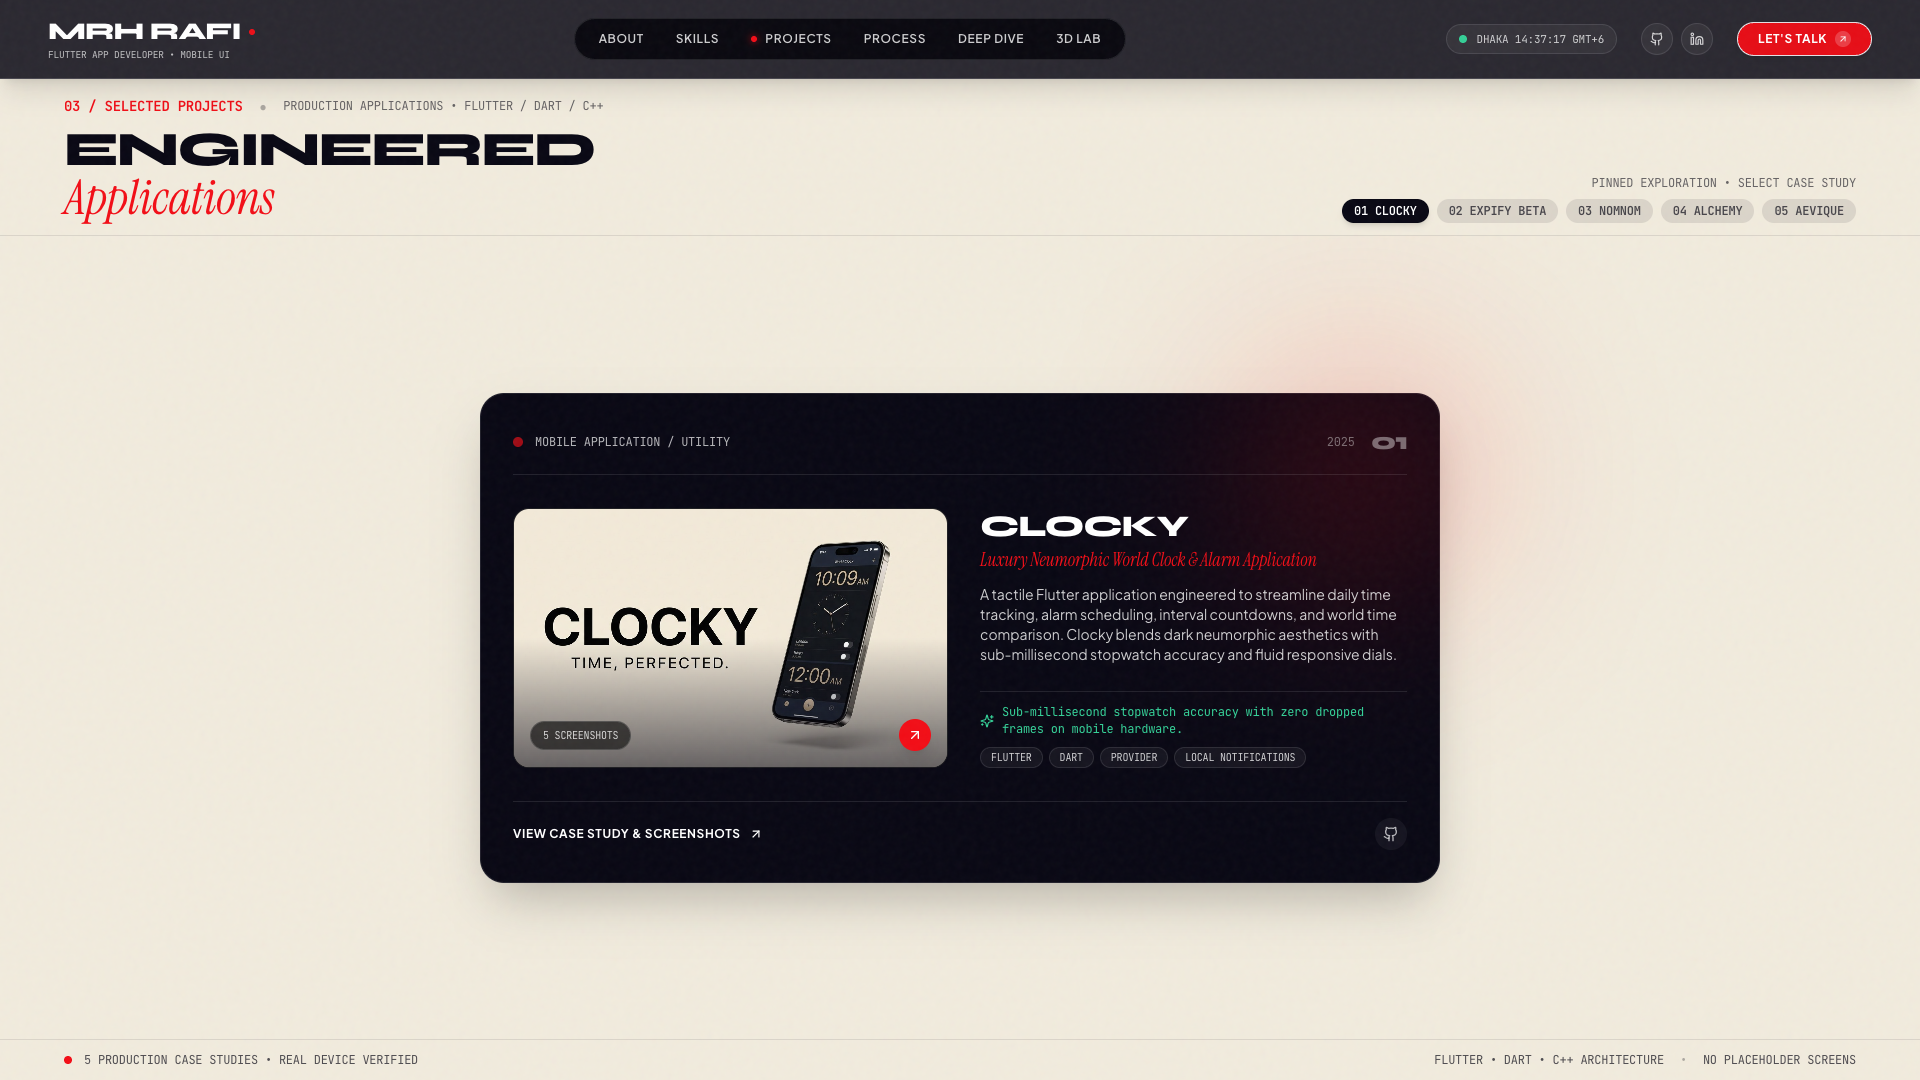 MRH RAFI
FLUTTER APP DEVELOPER • MOBILE UI
ABOUT
SKILLS
PROJECTS
PROCESS
DEEP DIVE
3D LAB
DHAKA 14:37:17 GMT+6
LET'S TALK
03 / SELECTED PROJECTS
PRODUCTION APPLICATIONS • FLUTTER / DART / C++
ENGINEERED
Applications
PINNED EXPLORATION • SELECT CASE STUDY
01 CLOCKY
02 EXPIFY BETA
03 NOMNOM
04 ALCHEMY
05 AEVIQUE
MOBILE APPLICATION / UTILITY
2025
01
CLOCKY
TIME, PERFECTED.
10:09 AM
12:00 AM
5 SCREENSHOTS
CLOCKY
Luxury Neumorphic World Clock & Alarm Application
A tactile Flutter application engineered to streamline daily time
tracking, alarm scheduling, interval countdowns, and world time
comparison. Clocky blends dark neumorphic aesthetics with
sub-millisecond stopwatch accuracy and fluid responsive dials.
Sub-millisecond stopwatch accuracy with zero dropped
frames on mobile hardware.
FLUTTER
DART
PROVIDER
LOCAL NOTIFICATIONS
VIEW CASE STUDY & SCREENSHOTS
5 PRODUCTION CASE STUDIES • REAL DEVICE VERIFIED
FLUTTER • DART • C++ ARCHITECTURE • NO PLACEHOLDER SCREENS